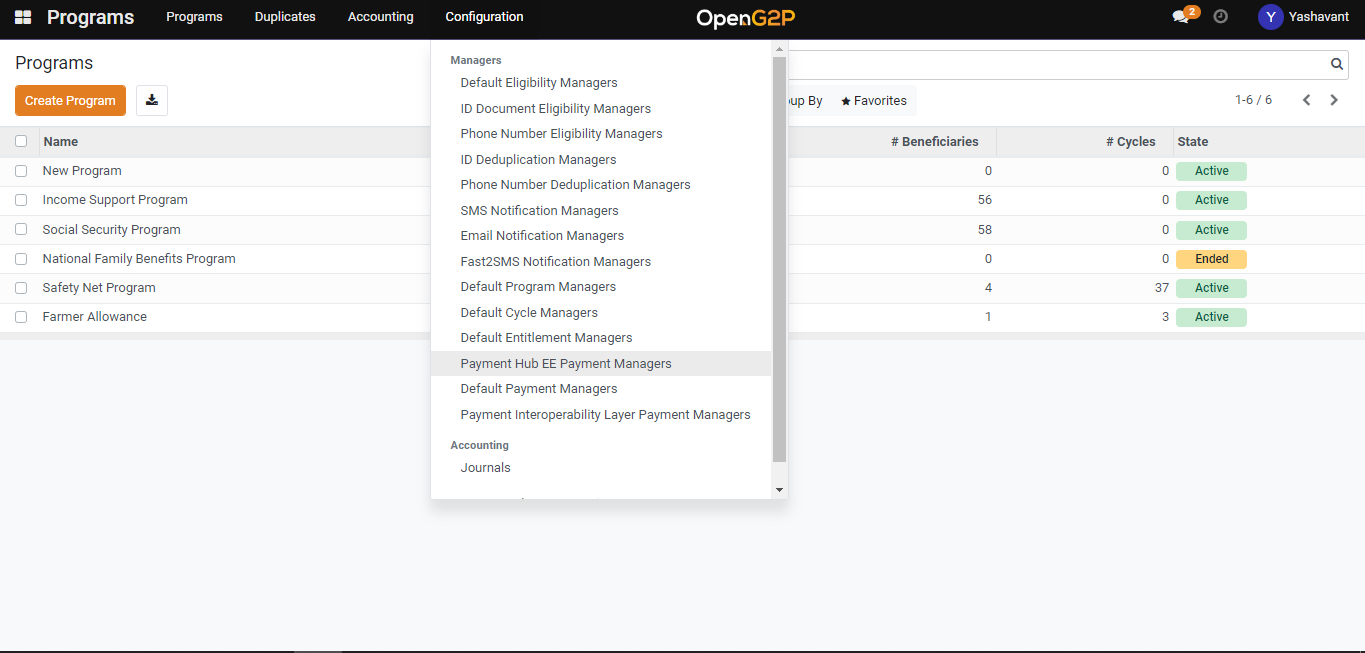 Programs Programs Duplicates Accounting Configuration OpenG2P 2 Y Yashavant
Programs
Create Program
Managers
Default Eligibility Managers
ID Document Eligibility Managers
Phone Number Eligibility Managers
ID Deduplication Managers
Phone Number Deduplication Managers
SMS Notification Managers
Email Notification Managers
Fast2SMS Notification Managers
Default Program Managers
Default Cycle Managers
Default Entitlement Managers
Payment Hub EE Payment Managers
Default Payment Managers
Payment Interoperability Layer Payment Managers
Accounting
Journals
By Favorites 1-6 / 6
Name # Beneficiaries # Cycles State
New Program 0 0 Active
Income Support Program 56 0 Active
Social Security Program 58 0 Active
National Family Benefits Program 0 0 Ended
Safety Net Program 4 37 Active
Farmer Allowance 1 3 Active